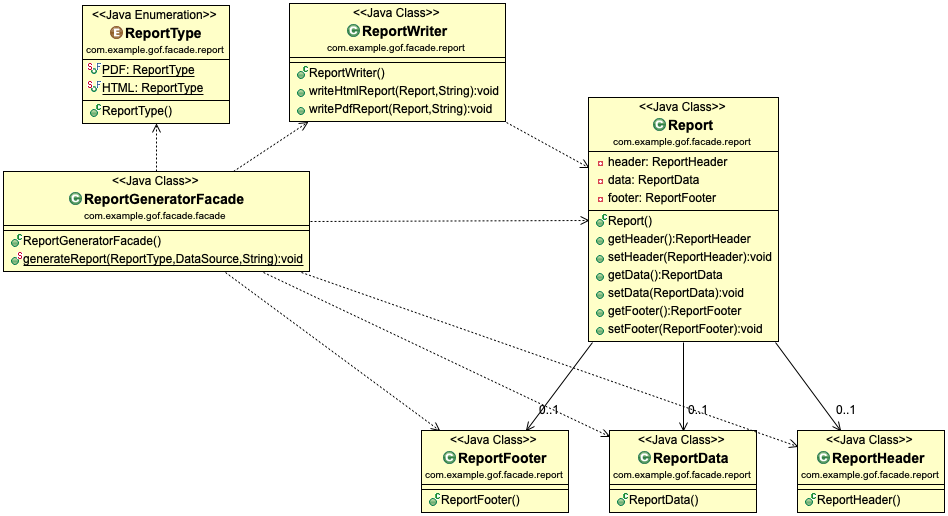 <<Java Enumeration>>
ReportType
com.example.gof.facade.report
PDF: ReportType
HTML: ReportType
ReportType()
<<Java Class>>
ReportWriter
com.example.gof.facade.report
ReportWriter()
writeHtmlReport(Report,String):void
writePdfReport(Report,String):void
<<Java Class>>
Report
com.example.gof.facade.report
header: ReportHeader
data: ReportData
footer: ReportFooter
Report()
getHeader():ReportHeader
setHeader(ReportHeader):void
getData():ReportData
setData(ReportData):void
getFooter():ReportFooter
setFooter(ReportFooter):void
<<Java Class>>
ReportGeneratorFacade
com.example.gof.facade.facade
ReportGeneratorFacade()
generateReport(ReportType,DataSource,String):void
0..1
0..1
0..1
<<Java Class>>
ReportFooter
com.example.gof.facade.report
ReportFooter()
<<Java Class>>
ReportData
com.example.gof.facade.report
ReportData()
<<Java Class>>
ReportHeader
com.example.gof.facade.report
ReportHeader()